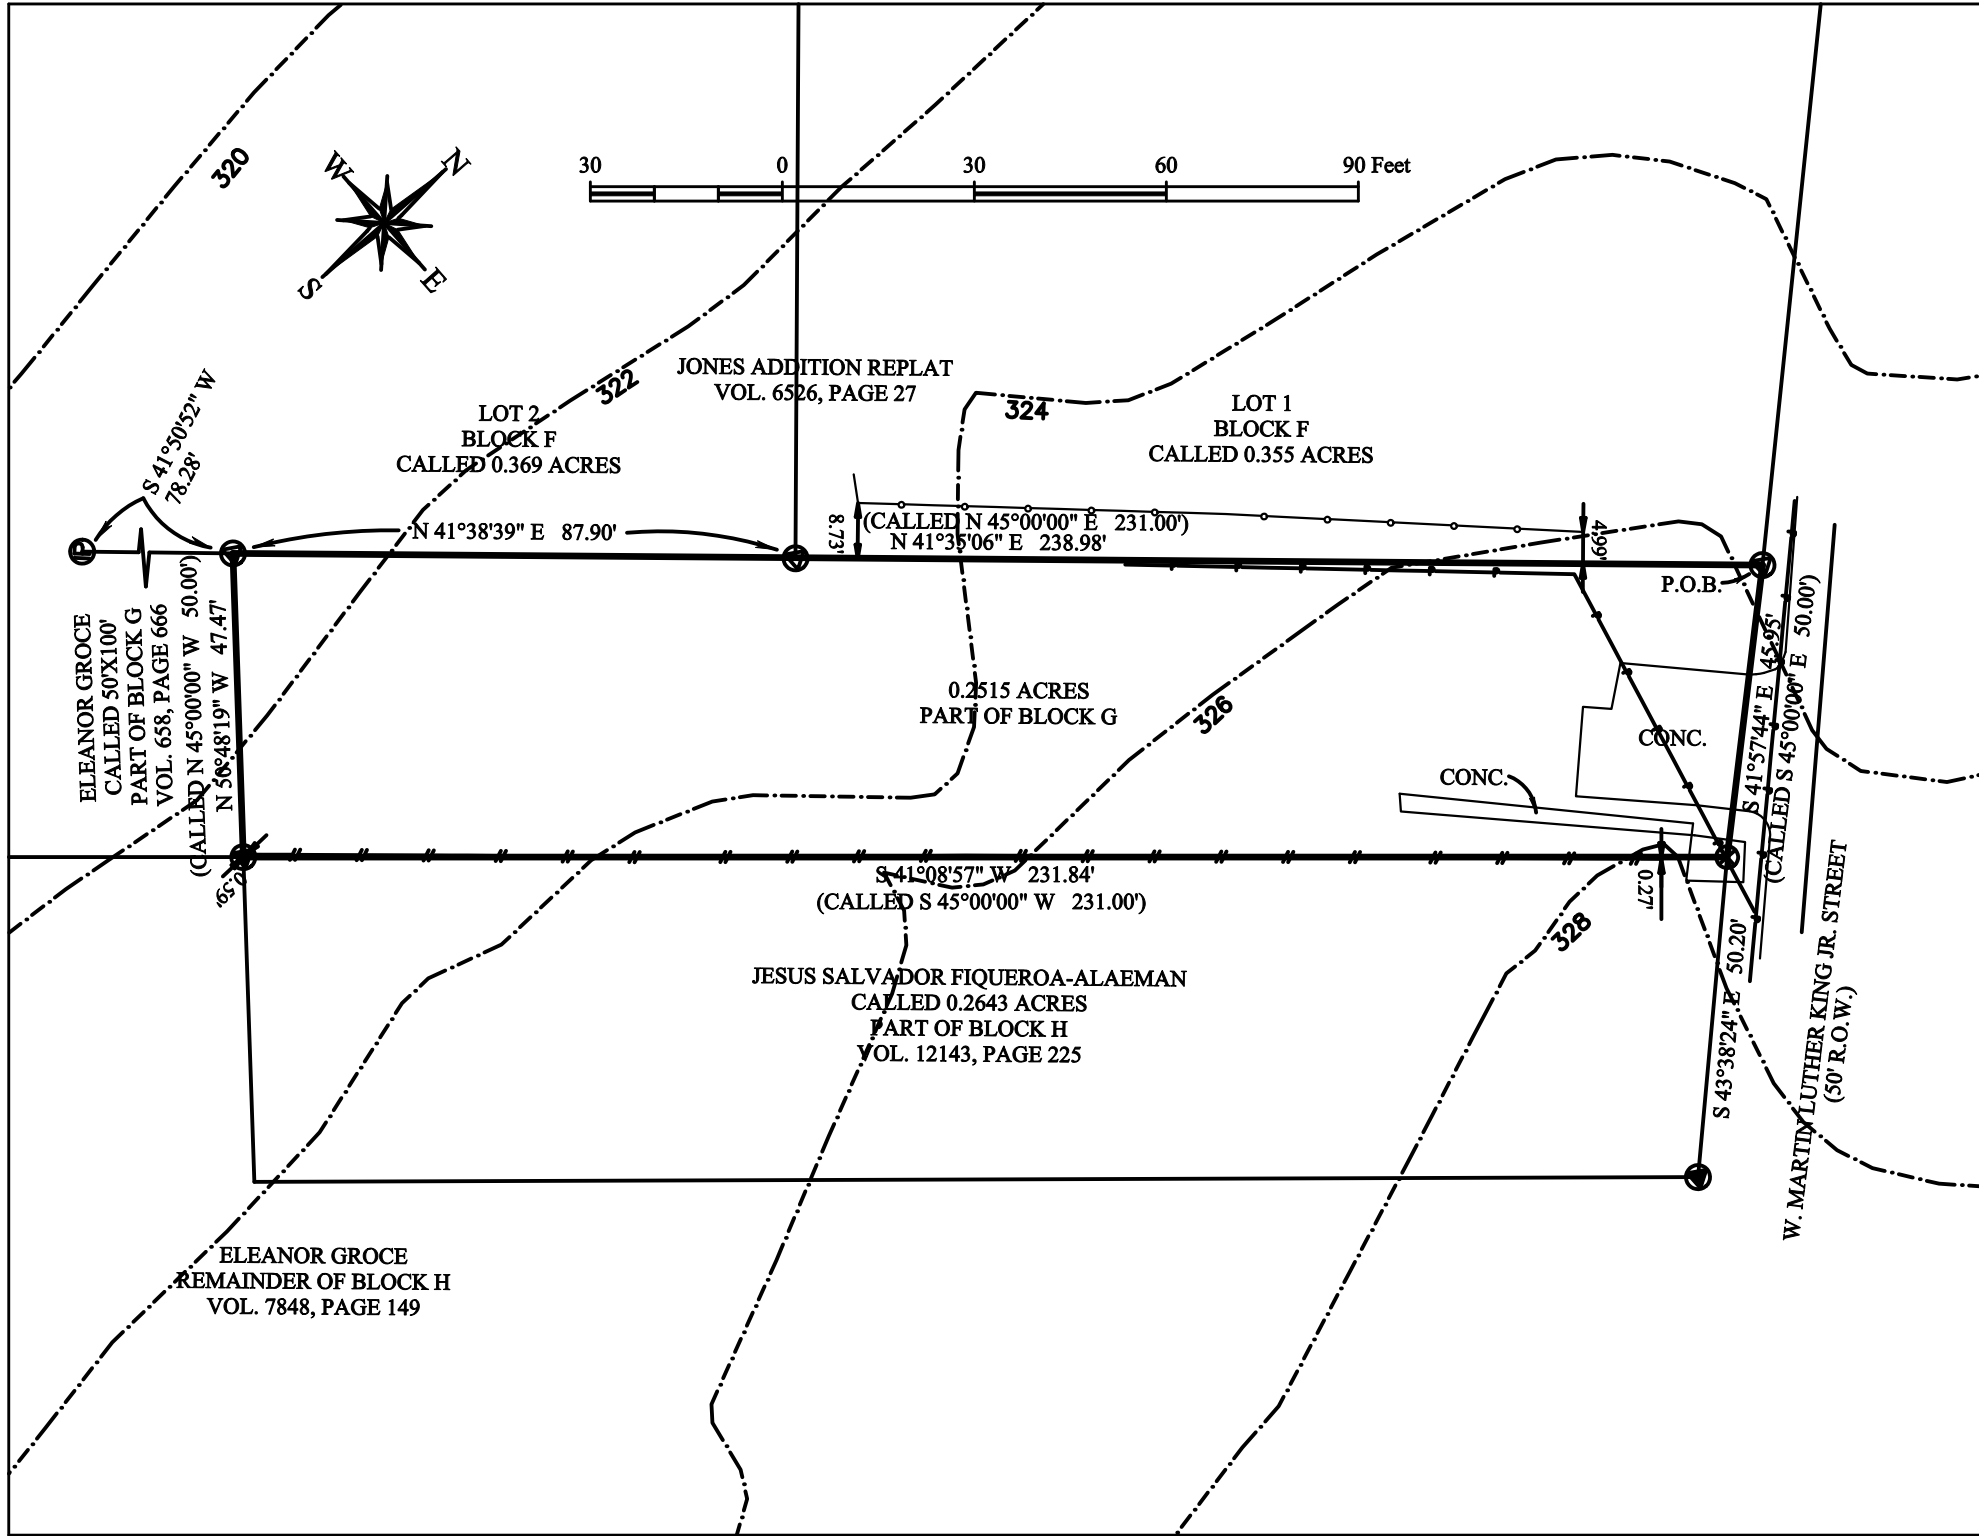 320
W
N
S
E
30 0 30 60 90 Feet
JONES ADDITION REPLAT
VOL. 6526, PAGE 27
322
324
LOT 2
BLOCK F
CALLED 0.369 ACRES
LOT 1
BLOCK F
CALLED 0.355 ACRES
S 41°50'52" W
78.28'
N 41°38'39" E 87.90'
8.73'
(CALLED N 45°00'00" E 231.00')
N 41°35'06" E 238.98'
4.99'
P
P.O.B.
ELEANOR GROCE
CALLED 50'X100'
PART OF BLOCK G
VOL. 658, PAGE 666
(CALLED N 45°00'00" W 50.00')
N 50°48'19" W 47.47'
0.2515 ACRES
PART OF BLOCK G
326
CONC.
CONC.
S 41°57'44" E 45.95'
(CALLED S 45°00'00" E 50.00')
0.59'
S 41°08'57" W 231.84'
(CALLED S 45°00'00" W 231.00')
0.27'
328
JESUS SALVADOR FIQUEROA-ALAEMAN
CALLED 0.2643 ACRES
PART OF BLOCK H
VOL. 12143, PAGE 225
S 43°38'24" E 50.20'
W. MARTIN LUTHER KING JR. STREET
(50' R.O.W.)
ELEANOR GROCE
REMAINDER OF BLOCK H
VOL. 7848, PAGE 149